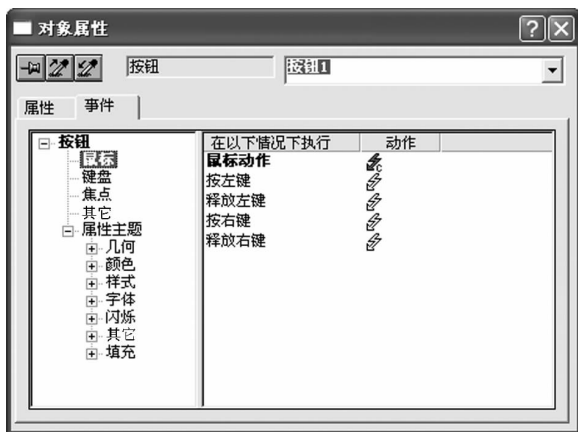 对象属性
按钮
按钮1
属性
事件
按钮
鼠标
键盘
焦点
其它
属性主题
几何
颜色
样式
字体
闪烁
其它
填充
在以下情况下执行 动作
鼠标动作
按左键
释放左键
按右键
释放右键